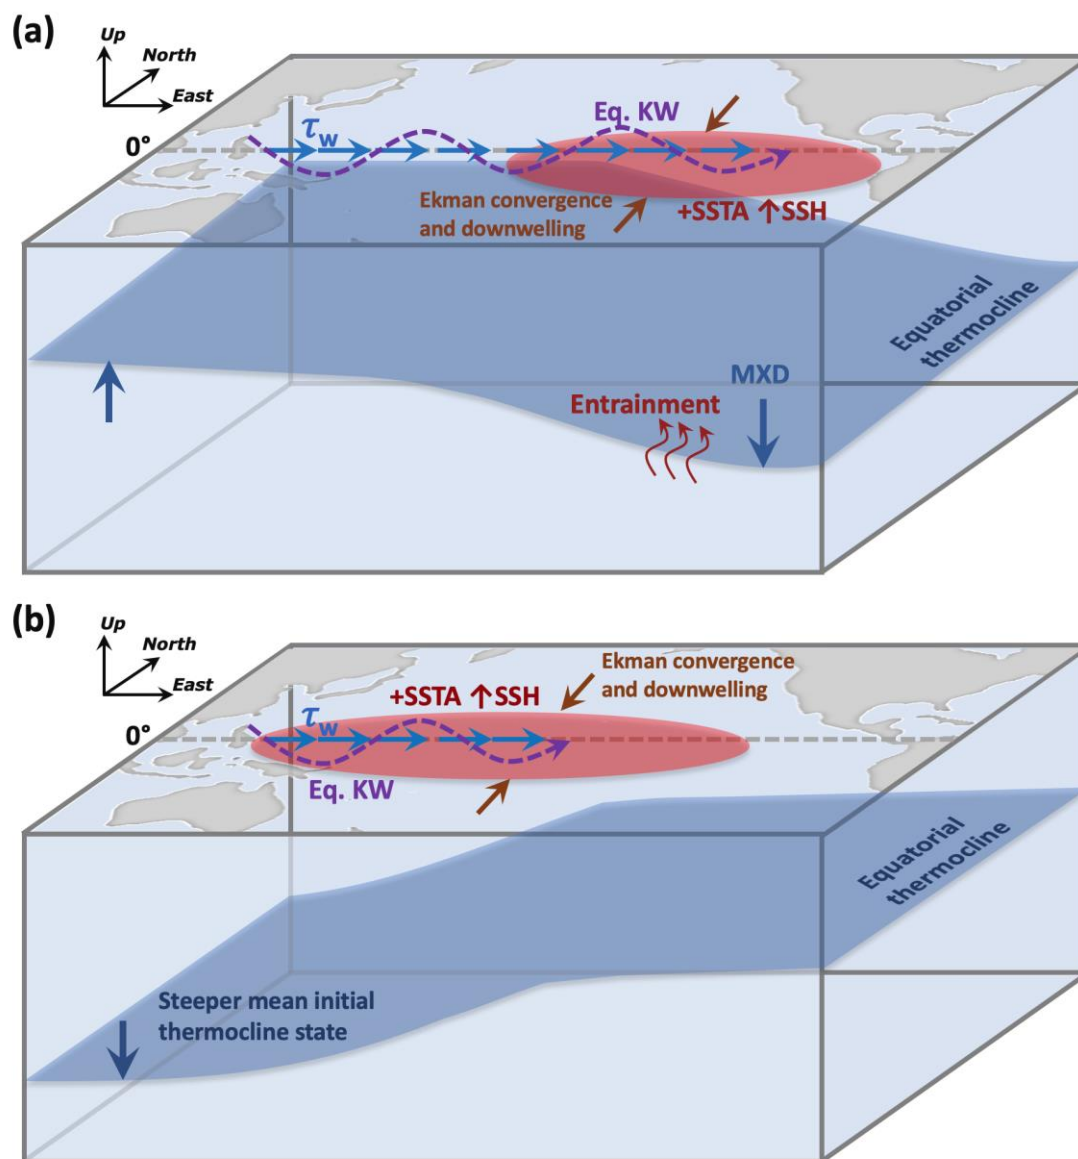 (a)
Up
North
East
0°
τw
Eq. KW
Ekman convergence
and downwelling
+SSTA ↑SSH
Equatorial
thermocline
MXD
Entrainment
(b)
Up
North
East
0°
Ekman convergence
and downwelling
+SSTA ↑SSH
τw
Eq. KW
Equatorial
thermocline
Steeper mean initial
thermocline state